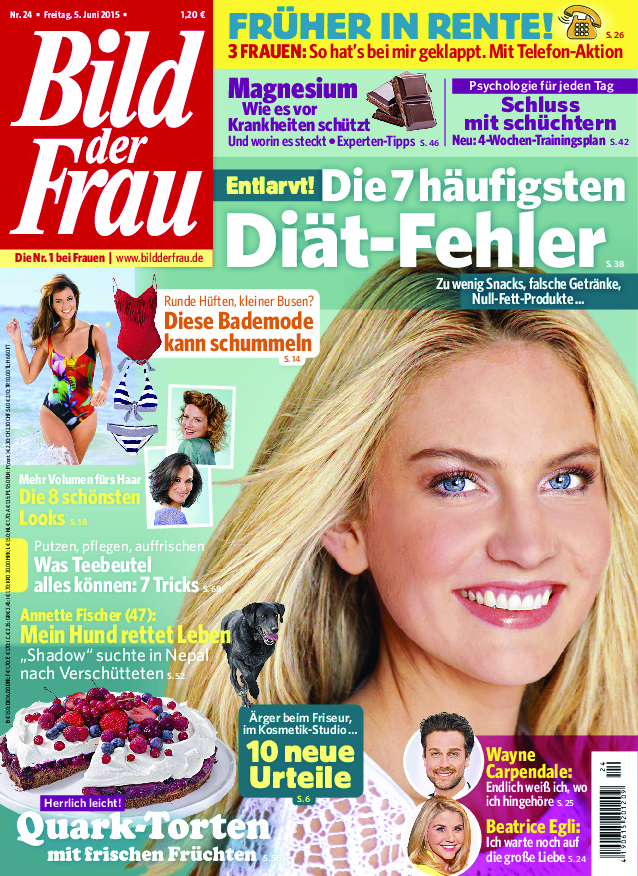 Nr. 24 • Freitag, 5. Juni 2015 •
1,20 €
Bild
der
Frau
Die Nr. 1 bei Frauen | www.bildderfrau.de
FRÜHER IN RENTE!
S. 26
3 FRAUEN: So hat's bei mir geklappt. Mit Telefon-Aktion
Magnesium
Wie es vor
Krankheiten schützt
Und worin es steckt • Experten-Tipps S. 46
Psychologie für jeden Tag
Schluss
mit schüchtern
Neu: 4-Wochen-Trainingsplan S. 42
Entlarvt! Die 7 häufigsten
Diät-Fehler S. 38
Zu wenig Snacks, falsche Getränke,
Null-Fett-Produkte ...
Runde Hüften, kleiner Busen?
Diese Bademode
kann schummeln
S. 14
Mehr Volumen fürs Haar
Die 8 schönsten
Looks S. 18
Putzen, pflegen, auffrischen
Was Teebeutel
alles können: 7 Tricks S. 68
Annette Fischer (47):
Mein Hund rettet Leben
„Shadow“ suchte in Nepal
nach Verschütteten S. 52
Ärger beim Friseur,
im Kosmetik-Studio ...
10 neue
Urteile
S. 6
Herrlich leicht!
Quark-Torten
mit frischen Früchten
Wayne
Carpendale:
Endlich weiß ich, wo
ich hingehöre S. 25
Beatrice Egli:
Ich warte noch auf
die große Liebe S. 24
24
4 190615 201209